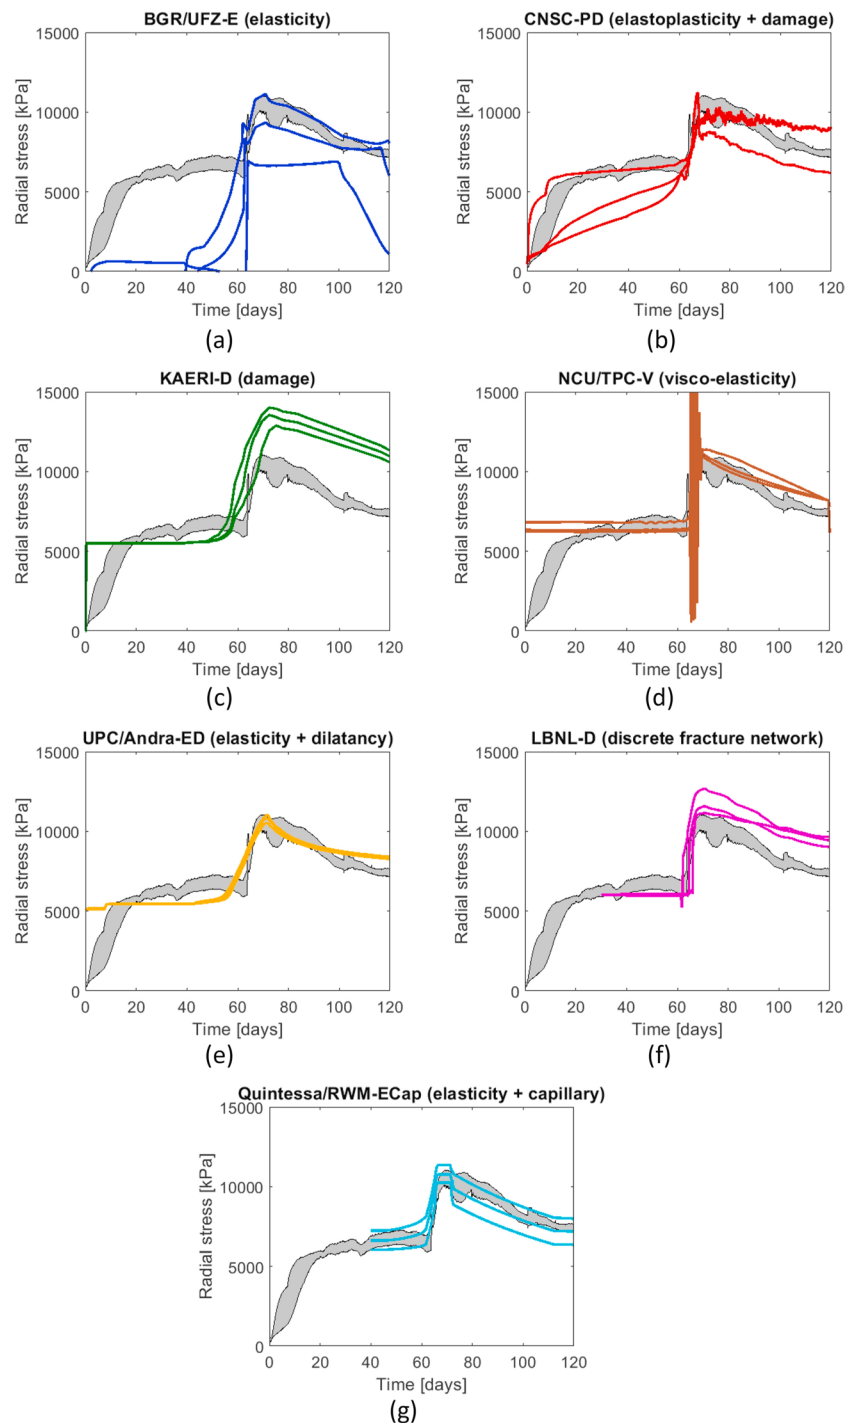 BGR/UFZ-E (elasticity)
15000
10000
5000
0
Radial stress [kPa]
0 20 40 60 80 100 120
Time [days]
(a)
CNSC-PD (elastoplasticity + damage)
15000
10000
5000
0
Radial stress [kPa]
0 20 40 60 80 100 120
Time [days]
(b)
KAERI-D (damage)
15000
10000
5000
0
Radial stress [kPa]
0 20 40 60 80 100 120
Time [days]
(c)
NCU/TPC-V (visco-elasticity)
15000
10000
5000
0
Radial stress [kPa]
0 20 40 60 80 100 120
Time [days]
(d)
UPC/Andra-ED (elasticity + dilatancy)
15000
10000
5000
0
Radial stress [kPa]
0 20 40 60 80 100 120
Time [days]
(e)
LBNL-D (discrete fracture network)
15000
10000
5000
0
Radial stress [kPa]
0 20 40 60 80 100 120
Time [days]
(f)
Quintessa/RWM-ECap (elasticity + capillary)
15000
10000
5000
0
Radial stress [kPa]
0 20 40 60 80 100 120
Time [days]
(g)